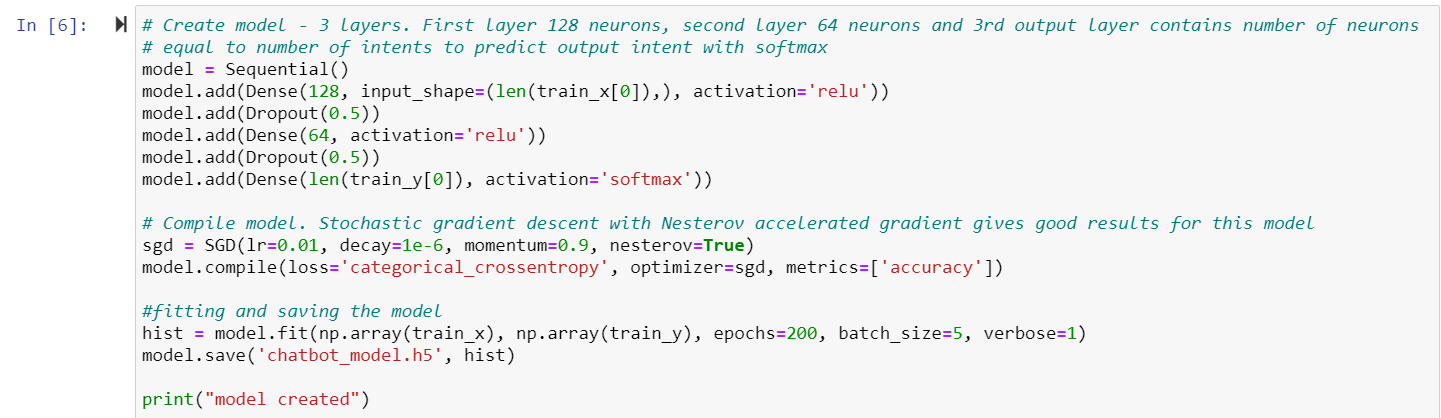 In [6]:
# Create model - 3 layers. First layer 128 neurons, second layer 64 neurons and 3rd output layer contains number of neurons
# equal to number of intents to predict output intent with softmax
model = Sequential()
model.add(Dense(128, input_shape=(len(train_x[0]),), activation='relu'))
model.add(Dropout(0.5))
model.add(Dense(64, activation='relu'))
model.add(Dropout(0.5))
model.add(Dense(len(train_y[0]), activation='softmax'))

# Compile model. Stochastic gradient descent with Nesterov accelerated gradient gives good results for this model
sgd = SGD(lr=0.01, decay=1e-6, momentum=0.9, nesterov=True)
model.compile(loss='categorical_crossentropy', optimizer=sgd, metrics=['accuracy'])

#fitting and saving the model
hist = model.fit(np.array(train_x), np.array(train_y), epochs=200, batch_size=5, verbose=1)
model.save('chatbot_model.h5', hist)

print("model created")